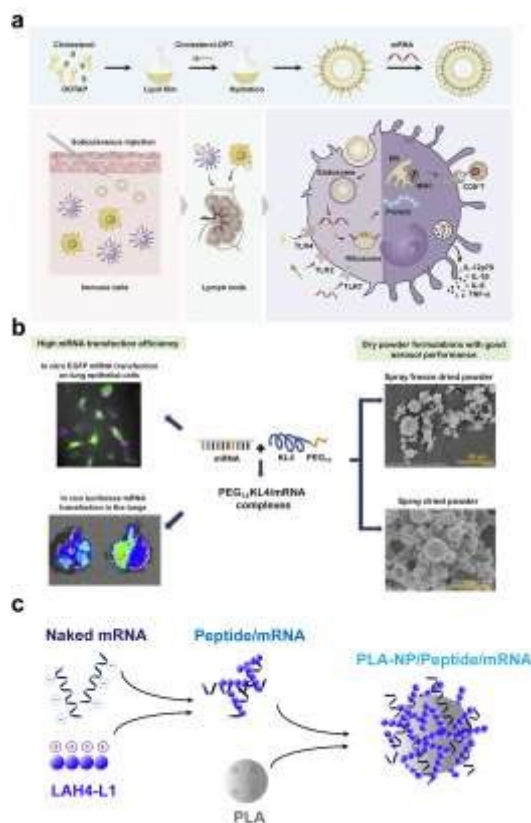 a
Cholesterol
DOTAP
Lipid film
Hydration
mRNA
Subcutaneous injection
Immune cells
Lymph node
Endosome
ER
MHC
CD8⁺T
Protein
Ribosome
TLR4
TLR3
TLR7
IL-12p70
IL-1β
IL-6
TNF-α
b
High mRNA transfection efficiency
In vitro EGFP mRNA transfection
on lung epithelial cells
In vivo luciferase mRNA
transfection in the lungs
mRNA
KL4
PEG₁₂
PEG₁₂KL4/mRNA
complexes
Dry powder formulations with good
aerosol performance
Spray freeze dried powder
Spray dried powder
c
Naked mRNA
Peptide/mRNA
PLA-NP/Peptide/mRNA
LAH4-L1
PLA